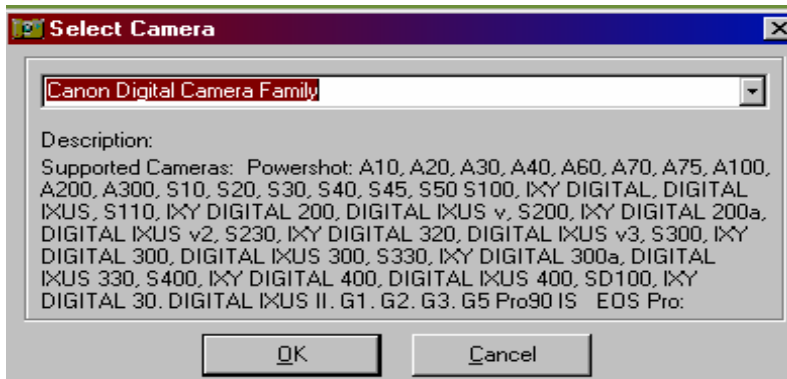 Select Camera
Canon Digital Camera Family
Description:
Supported Cameras: Powershot: A10, A20, A30, A40, A60, A70, A75, A100,
A200, A300, S10, S20, S30, S40, S45, S50 S100, IXY DIGITAL, DIGITAL
IXUS, S110, IXY DIGITAL 200, DIGITAL IXUS v, S200, IXY DIGITAL 200a,
DIGITAL IXUS v2, S230, IXY DIGITAL 320, DIGITAL IXUS v3, S300, IXY
DIGITAL 300, DIGITAL IXUS 300, S330, IXY DIGITAL 300a, DIGITAL
IXUS 330, S400, IXY DIGITAL 400, DIGITAL IXUS 400, SD100, IXY
DIGITAL 30. DIGITAL IXUS II. G1. G2. G3. G5 Pro90 IS EOS Pro:
OK Cancel